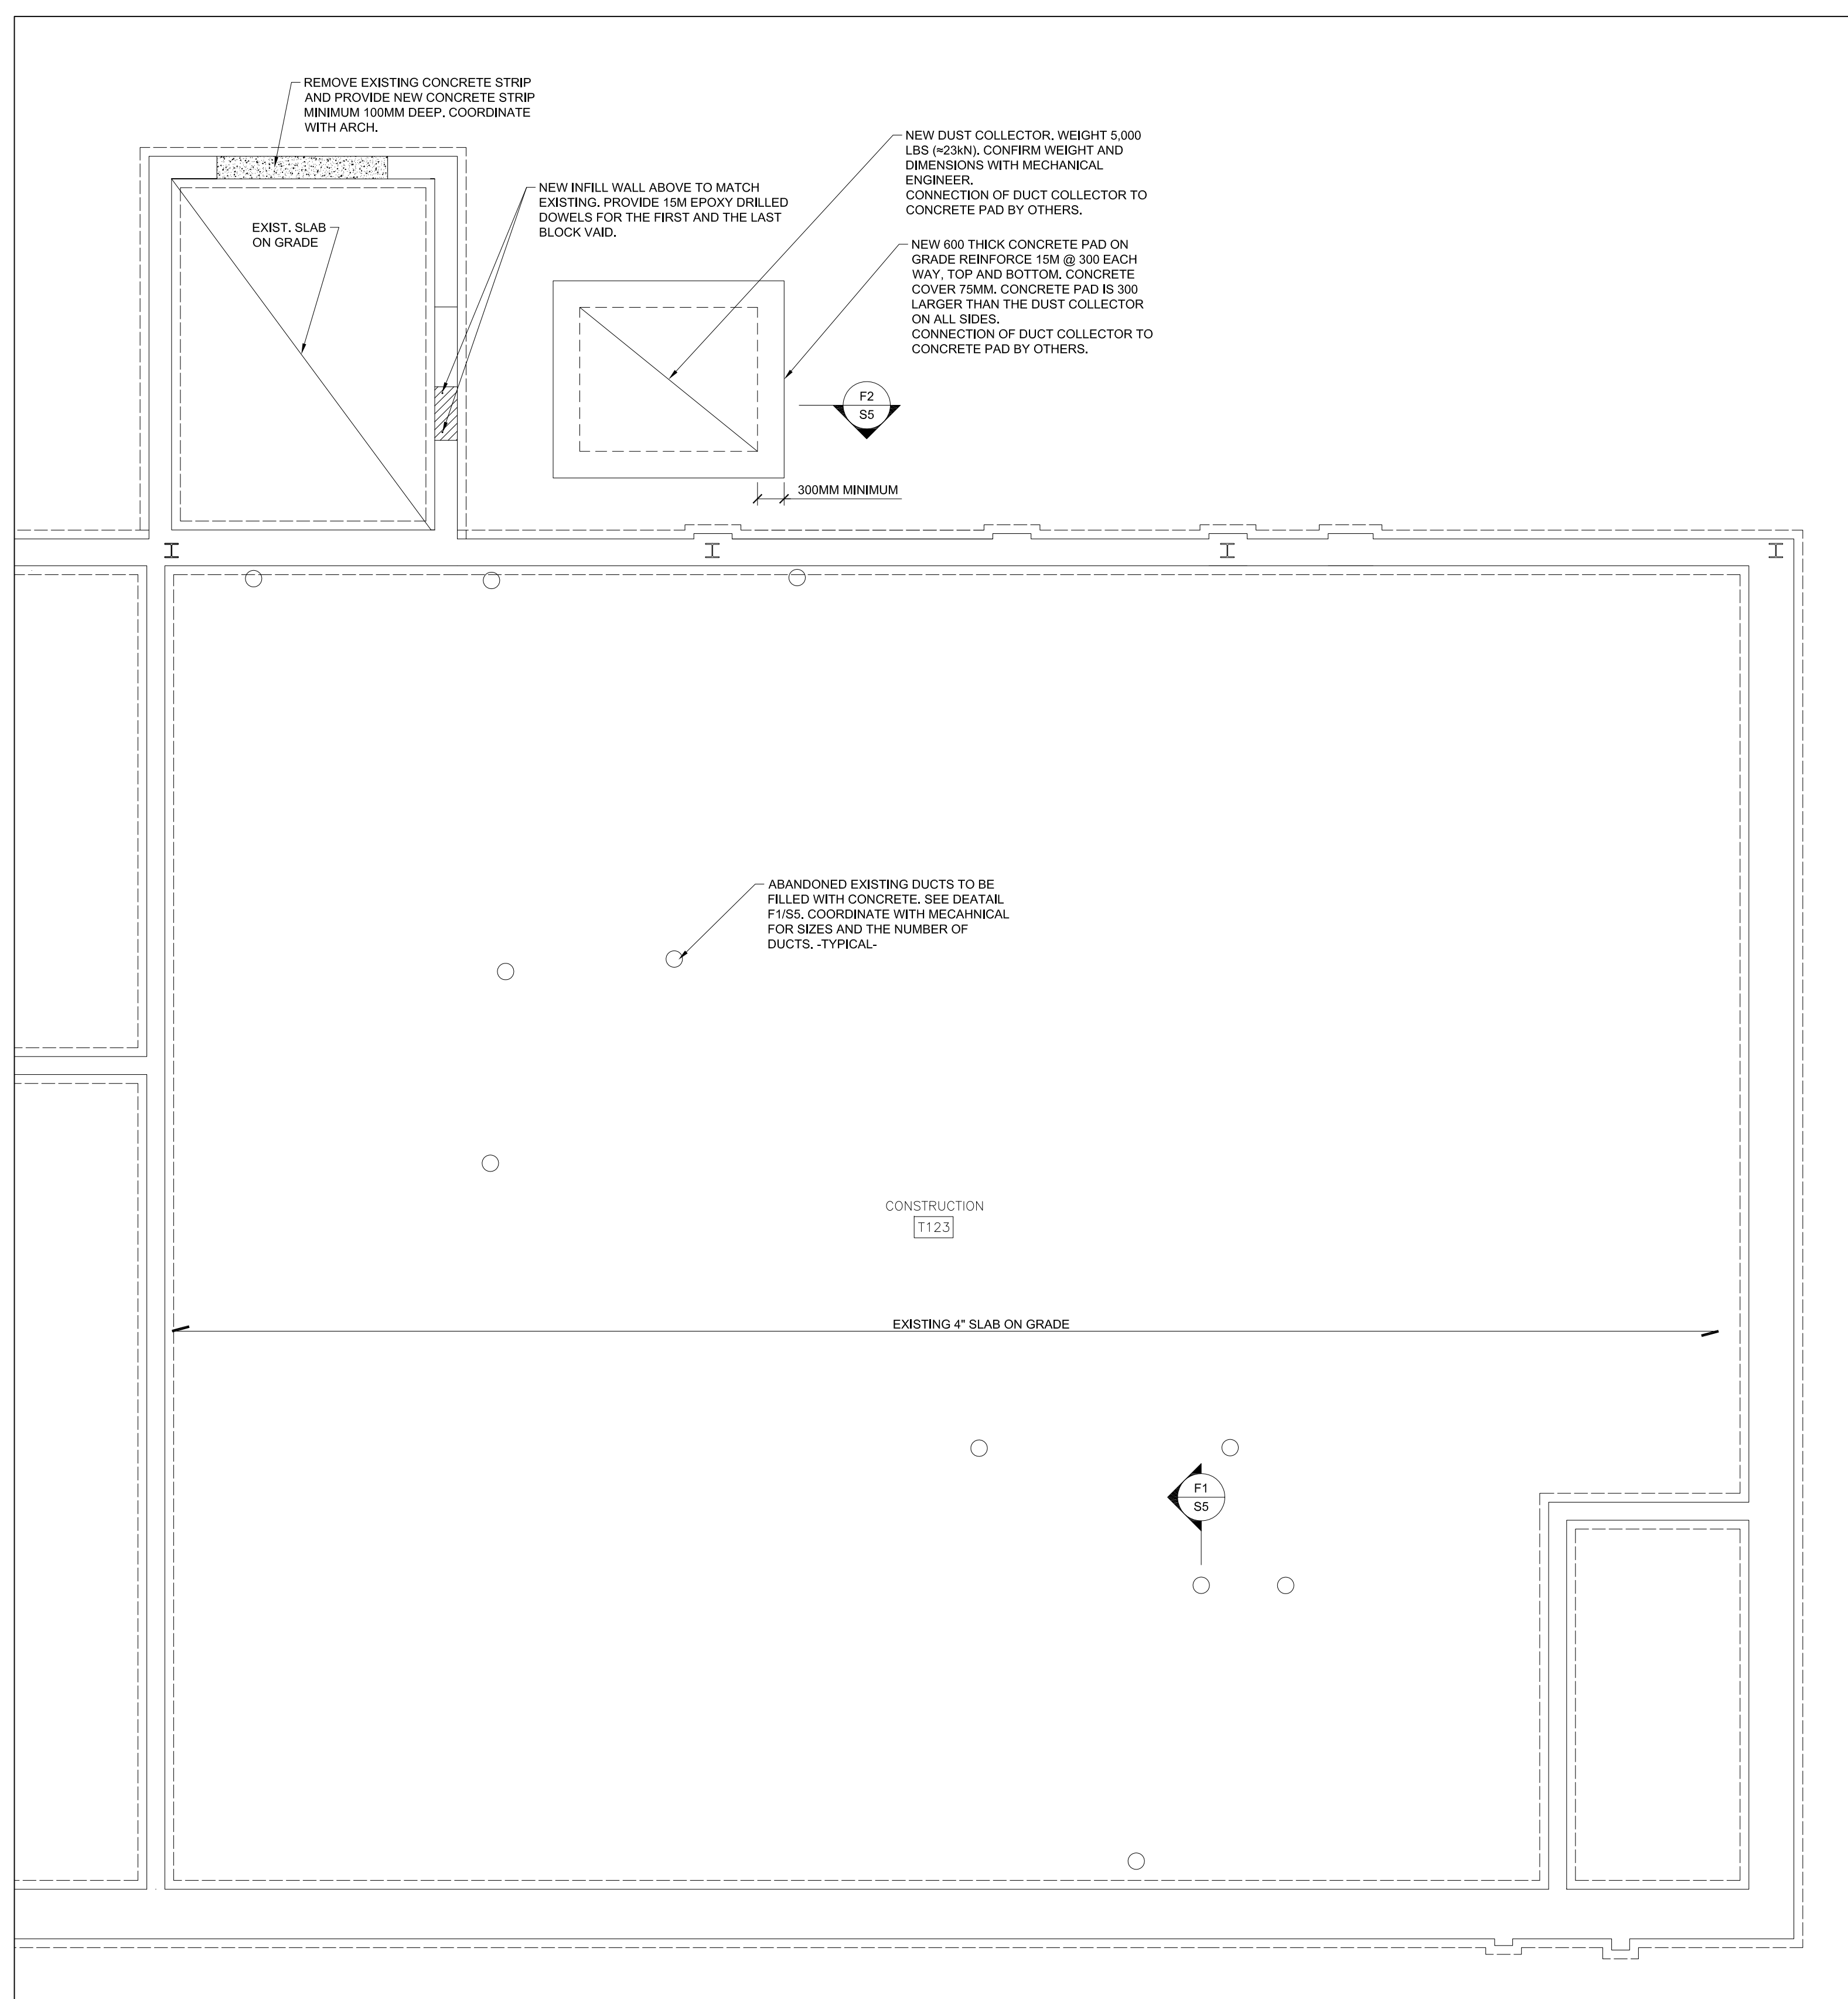 REMOVE EXISTING CONCRETE STRIP
AND PROVIDE NEW CONCRETE STRIP
MINIMUM 100MM DEEP. COORDINATE
WITH ARCH.
NEW DUST COLLECTOR. WEIGHT 5,000
LBS (≈23kN). CONFIRM WEIGHT AND
DIMENSIONS WITH MECHANICAL
ENGINEER.
CONNECTION OF DUCT COLLECTOR TO
CONCRETE PAD BY OTHERS.
NEW INFILL WALL ABOVE TO MATCH
EXISTING. PROVIDE 15M EPOXY DRILLED
DOWELS FOR THE FIRST AND THE LAST
BLOCK VAID.
EXIST. SLAB
ON GRADE
NEW 600 THICK CONCRETE PAD ON
GRADE REINFORCE 15M @ 300 EACH
WAY, TOP AND BOTTOM. CONCRETE
COVER 75MM. CONCRETE PAD IS 300
LARGER THAN THE DUST COLLECTOR
ON ALL SIDES.
CONNECTION OF DUCT COLLECTOR TO
CONCRETE PAD BY OTHERS.
F2
S5
300MM MINIMUM
ABANDONED EXISTING DUCTS TO BE
FILLED WITH CONCRETE. SEE DEATAIL
F1/S5. COORDINATE WITH MECAHNICAL
FOR SIZES AND THE NUMBER OF
DUCTS. -TYPICAL-
CONSTRUCTION
T123
EXISTING 4" SLAB ON GRADE
F1
S5